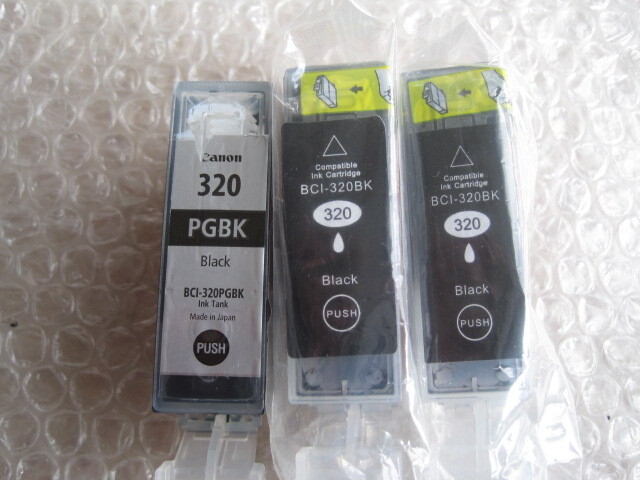 Canon
320
PGBK
Black
BCI-320PGBK
Ink Tank
Made in Japan
PUSH
Compatible
Ink Cartridge
BCI-320BK
320
Black
PUSH
Compatible
Ink Cartridge
BCI-320BK
320
Black
PUSH